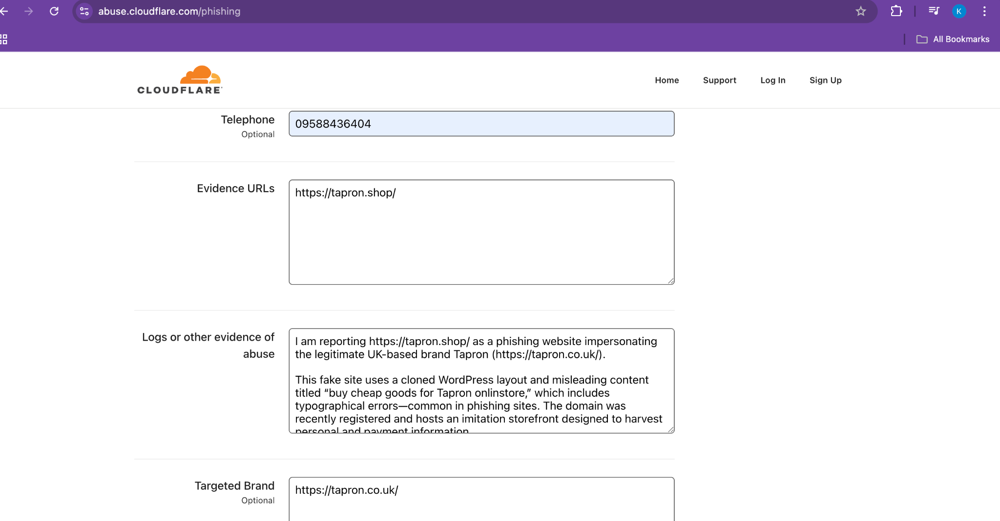 abuse.cloudflare.com/phishing
K
All Bookmarks
CLOUDFLARE
Home
Support
Log In
Sign Up
Telephone
Optional
09588436404
Evidence URLs
https://tapron.shop/
Logs or other evidence of
abuse
I am reporting https://tapron.shop/ as a phishing website impersonating
the legitimate UK-based brand Tapron (https://tapron.co.uk/).
This fake site uses a cloned WordPress layout and misleading content
titled “buy cheap goods for Tapron onlinstore,” which includes
typographical errors—common in phishing sites. The domain was
recently registered and hosts an imitation storefront designed to harvest
personal and payment information.
Targeted Brand
Optional
https://tapron.co.uk/